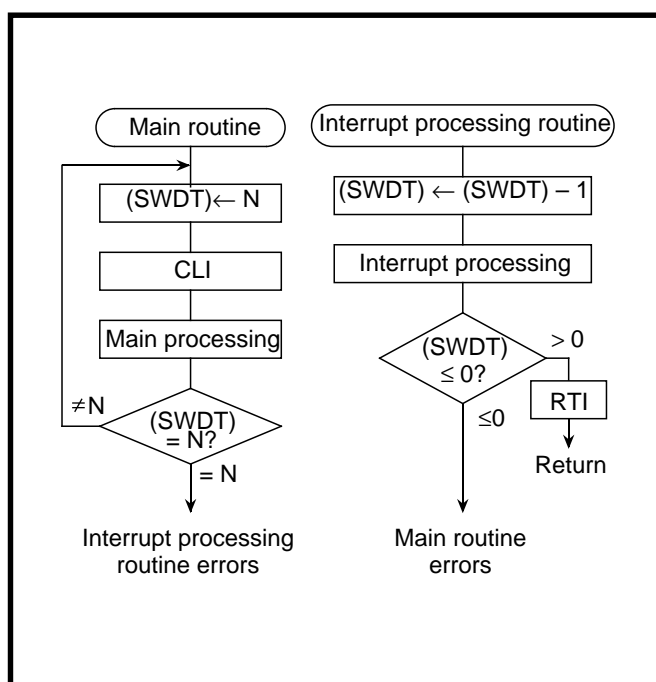 Main routine
(SWDT)← N
CLI
Main processing
≠N
(SWDT)
= N?
= N
Interrupt processing
routine errors
Interrupt processing routine
(SWDT) ← (SWDT) – 1
Interrupt processing
(SWDT)
≤ 0?
> 0
≤0
RTI
Return
Main routine
errors